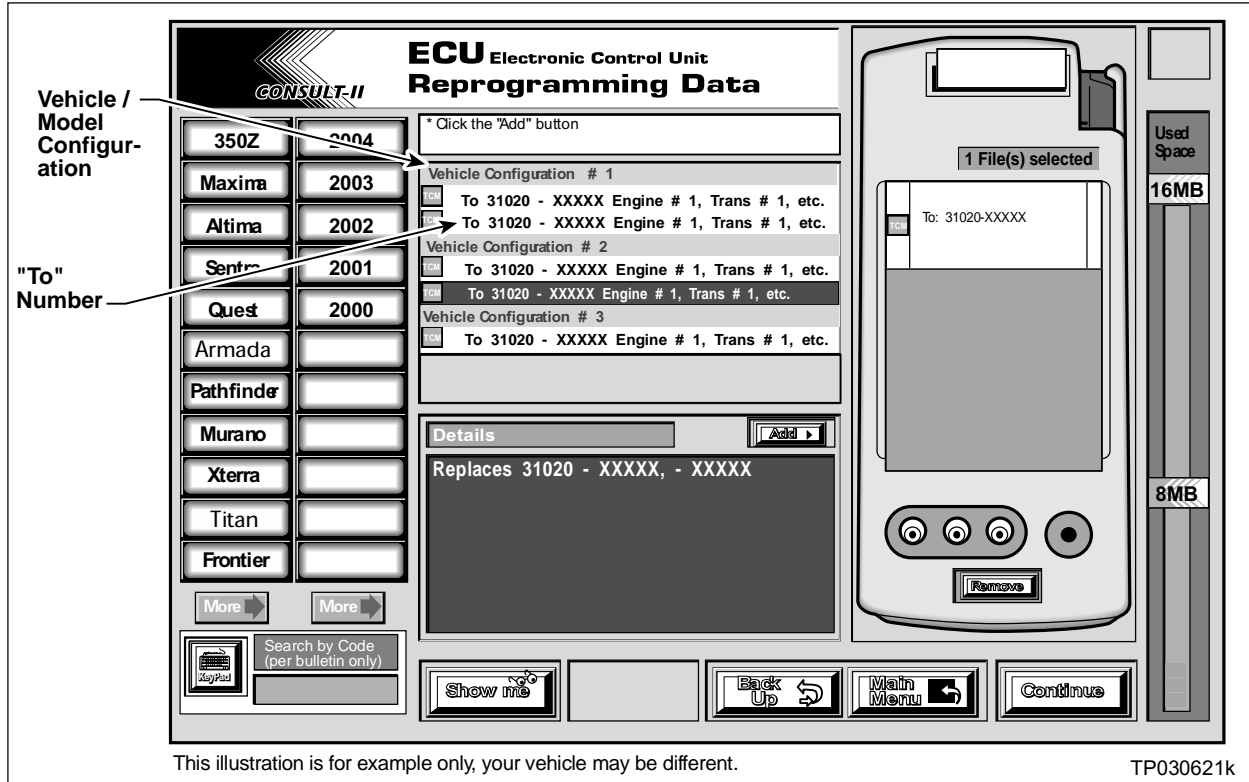 CONSULT-II
ECU Electronic Control Unit
Reprogramming Data
Vehicle /
Model
Configur-
ation
"To"
Number
350Z
Maxima
Altima
Sentra
Quest
Armada
Pathfinder
Murano
Xterra
Titan
Frontier
More
2004
2003
2002
2001
2000
More
KeyPad
Search by Code
(per bulletin only)
* Click the "Add" button
Vehicle Configuration # 1
TCM To 31020 - XXXXX Engine # 1, Trans # 1, etc.
TCM To 31020 - XXXXX Engine # 1, Trans # 1, etc.
Vehicle Configuration # 2
TCM To 31020 - XXXXX Engine # 1, Trans # 1, etc.
TCM To 31020 - XXXXX Engine # 1, Trans # 1, etc.
Vehicle Configuration # 3
TCM To 31020 - XXXXX Engine # 1, Trans # 1, etc.
Details
Add
Replaces 31020 - XXXXX, - XXXXX
1 File(s) selected
TCM To: 31020-XXXXX
Remove
Used
Space
16MB
8MB
Show me
Back
Up
Main
Menu
Continue
This illustration is for example only, your vehicle may be different.
TP030621k